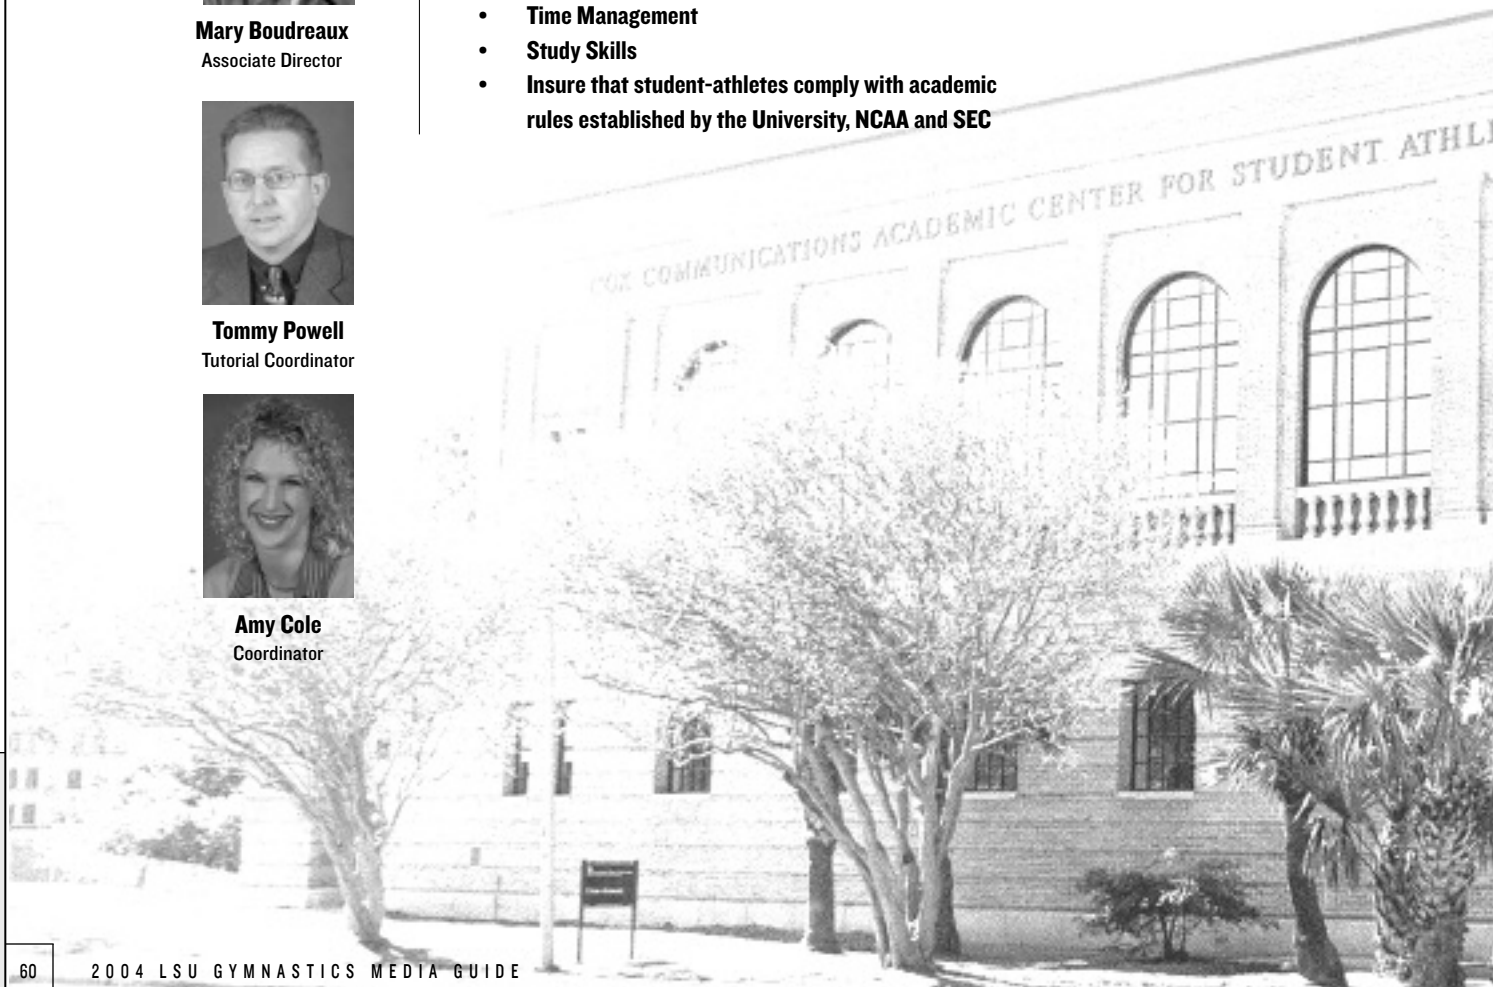 Mary Boudreaux
Associate Director
Tommy Powell
Tutorial Coordinator
Amy Cole
Coordinator
• Time Management
• Study Skills
• Insure that student-athletes comply with academic
rules established by the University, NCAA and SEC
COX COMMUNICATIONS ACADEMIC CENTER FOR STUDENT ATHL
60 2004 LSU GYMNASTICS MEDIA GUIDE